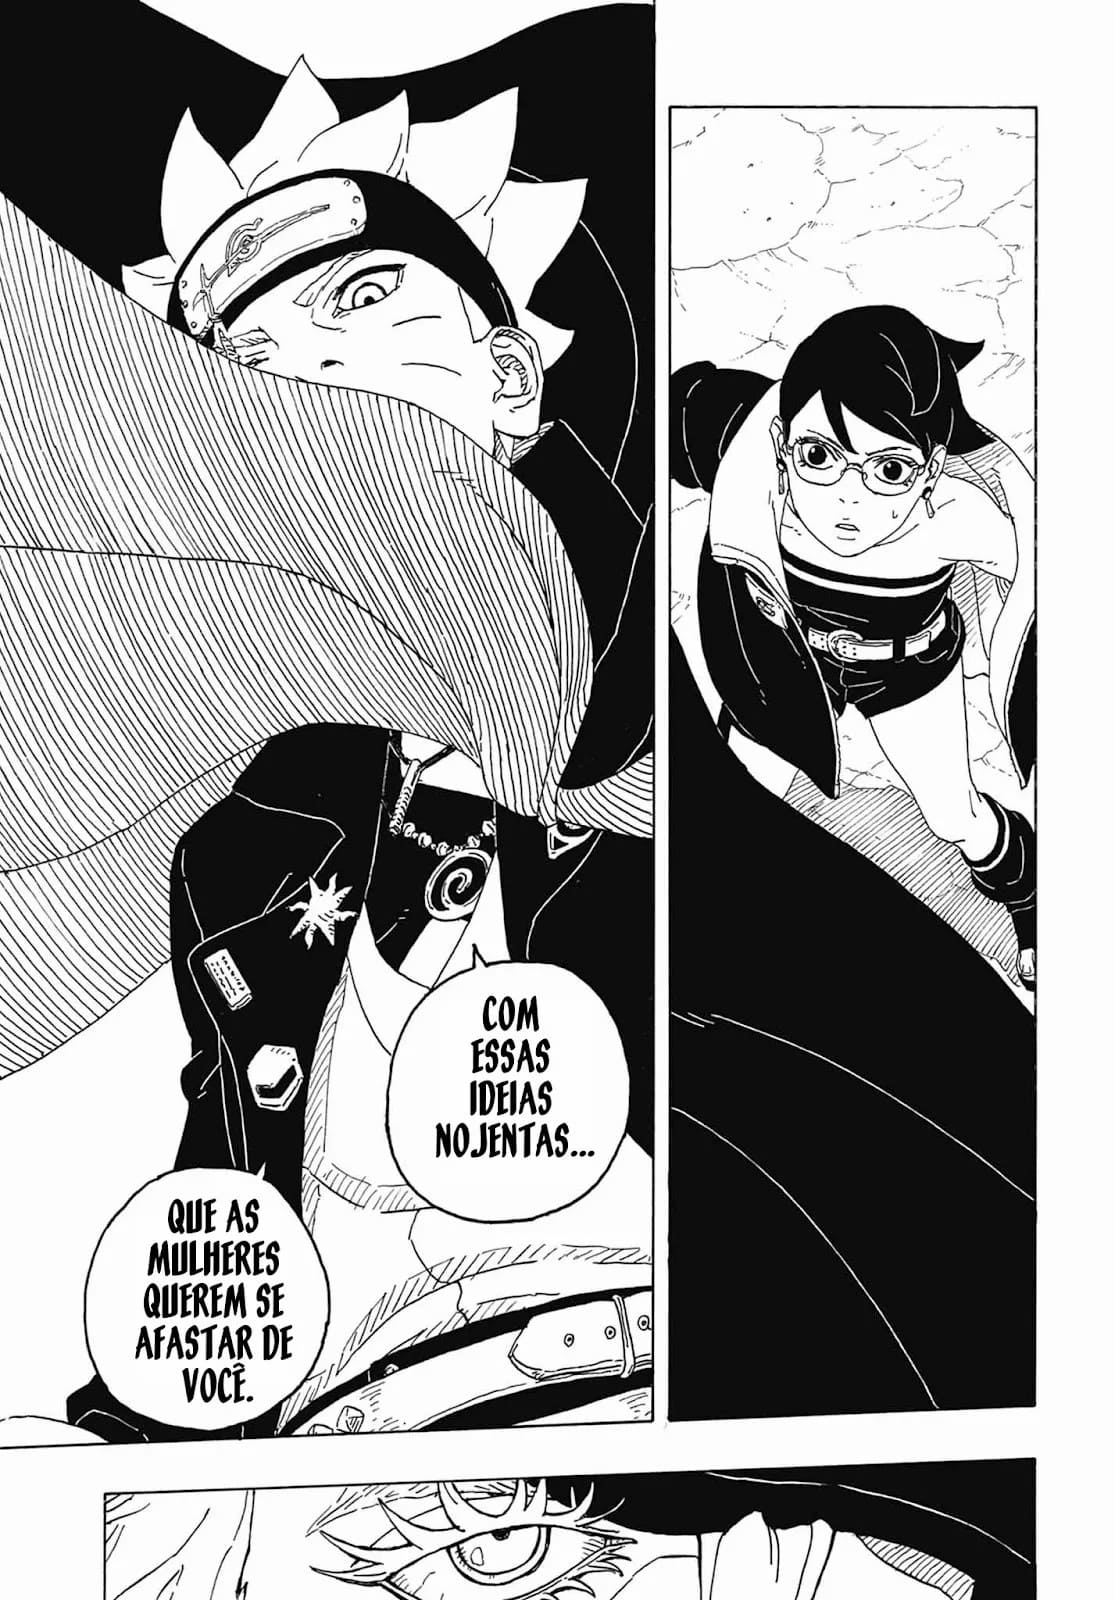 COM
ESSAS
IDEIAS
NOJENTAS...
QUE AS
MULHERES
QUEREM SE
AFASTAR DE
VOCÊ.